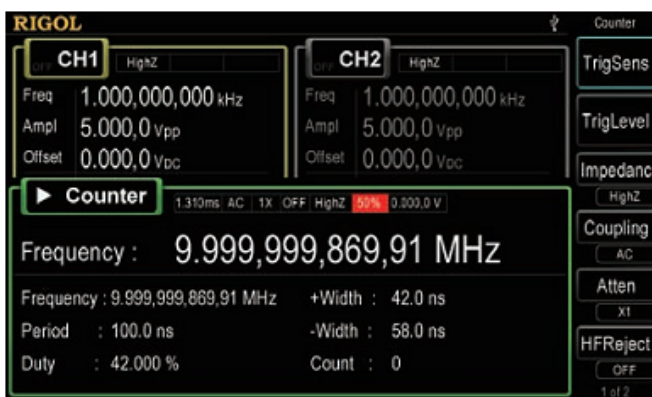 RIGOL Counter
OFF CH1 HighZ
Freq 1.000,000,000 kHz
Ampl 5.000,0 Vpp
Offset 0.000,0 VDC
OFF CH2 HighZ
Freq 1.000,000,000 kHz
Ampl 5.000,0 Vpp
Offset 0.000,0 VDC
Counter 1.310ms AC 1X OFF HighZ 50% 0.000,0 V
Frequency : 9.999,999,869,91 MHz
Frequency : 9.999,999,869,91 MHz +Width : 42.0 ns
Period : 100.0 ns -Width : 58.0 ns
Duty : 42.000 % Count : 0
TrigSens
TrigLevel
Impedanc
HighZ
Coupling
AC
Atten
X1
HFReject
OFF
1 of 2